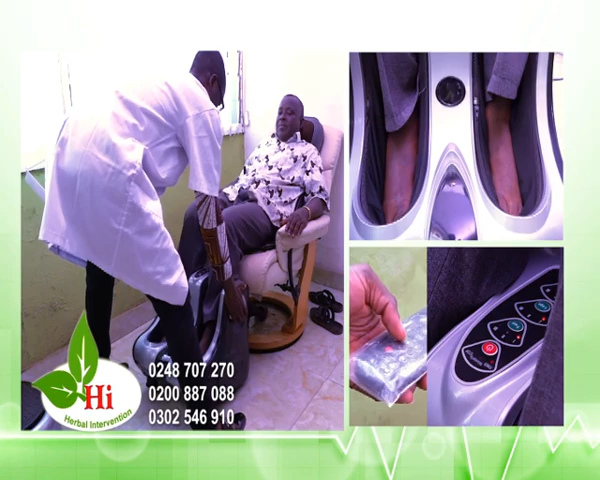 Hi
Herbal Intervention
0248 707 270
0200 887 088
0302 546 910